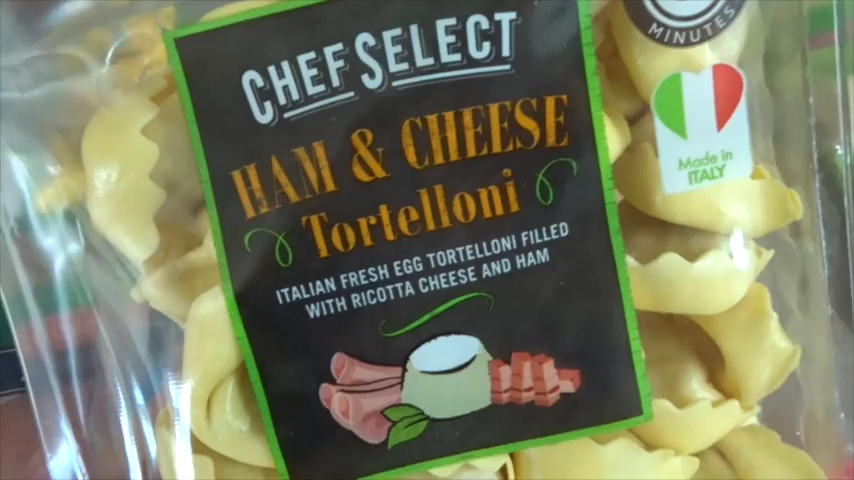 CHEF SELECT
HAM & CHEESE
Tortelloni
ITALIAN FRESH EGG TORTELLONI FILLED
WITH RICOTTA CHEESE AND HAM
MINUTES
Made in
ITALY